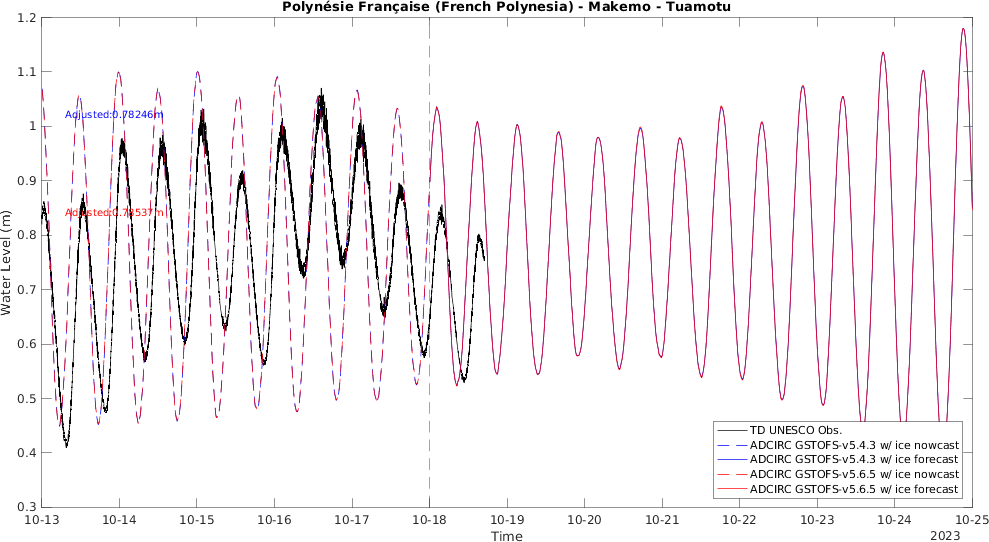 Polynésie Française (French Polynesia) - Makemo - Tuamotu
Water Level (m)
1.2
1.1
1
0.9
0.8
0.7
0.6
0.5
0.4
0.3
Adjusted:0.78246m
Adjusted:0.78537m
TD UNESCO Obs.
ADCIRC GSTOFS-v5.4.3 w/ ice nowcast
ADCIRC GSTOFS-v5.4.3 w/ ice forecast
ADCIRC GSTOFS-v5.6.5 w/ ice nowcast
ADCIRC GSTOFS-v5.6.5 w/ ice forecast
10-13 10-14 10-15 10-16 10-17 10-18 10-19 10-20 10-21 10-22 10-23 10-24 10-25
Time
2023